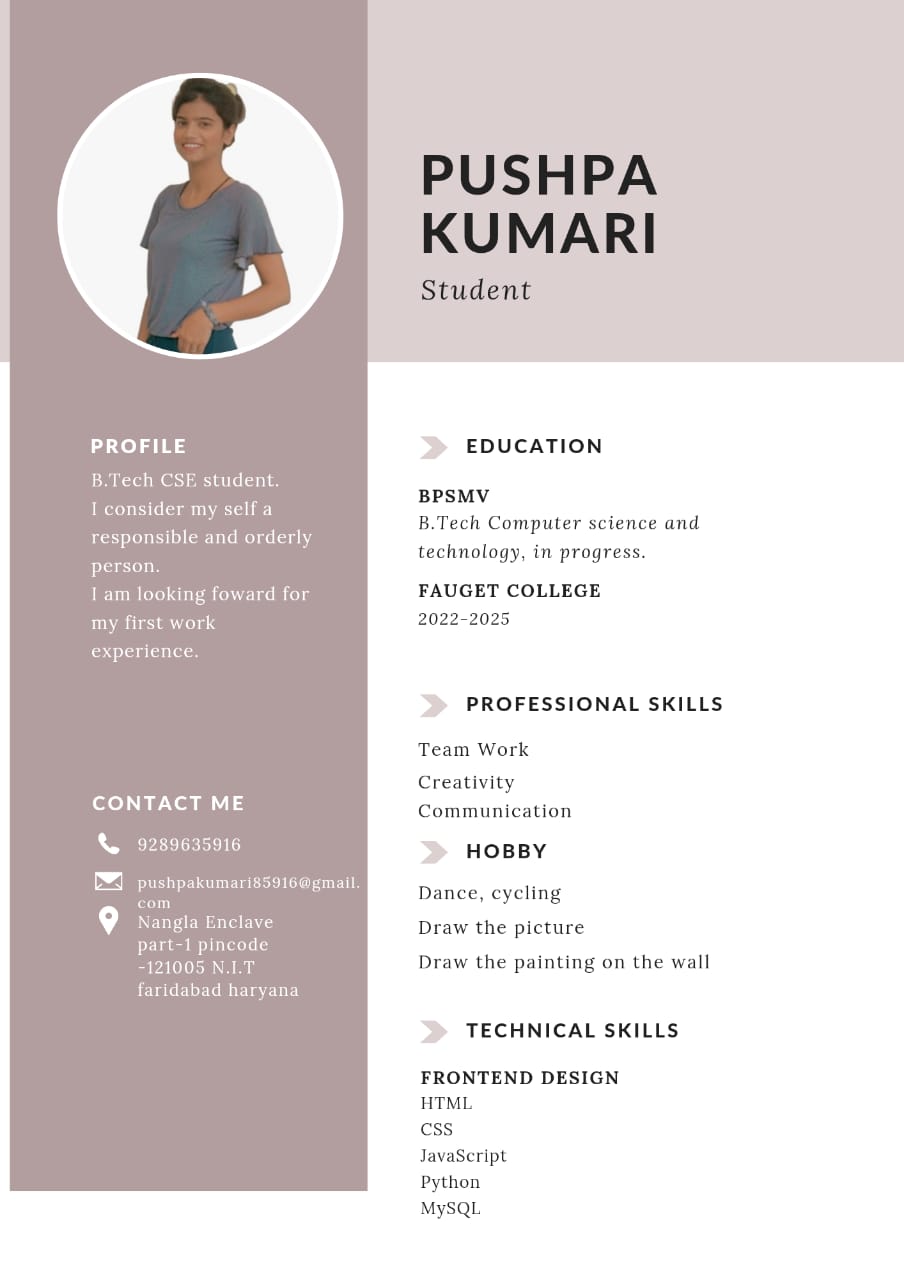 PUSHPA
KUMARI
Student
PROFILE
B.Tech CSE student.
I consider my self a
responsible and orderly
person.
I am looking foward for
my first work
experience.
CONTACT ME
9289635916
pushpakumari85916@gmail.
com
Nangla Enclave
part-1 pincode
-121005 N.I.T
faridabad haryana
EDUCATION
BPSMV
B.Tech Computer science and
technology, in progress.
FAUGET COLLEGE
2022-2025
PROFESSIONAL SKILLS
Team Work
Creativity
Communication
HOBBY
Dance, cycling
Draw the picture
Draw the painting on the wall
TECHNICAL SKILLS
FRONTEND DESIGN
HTML
CSS
JavaScript
Python
MySQL